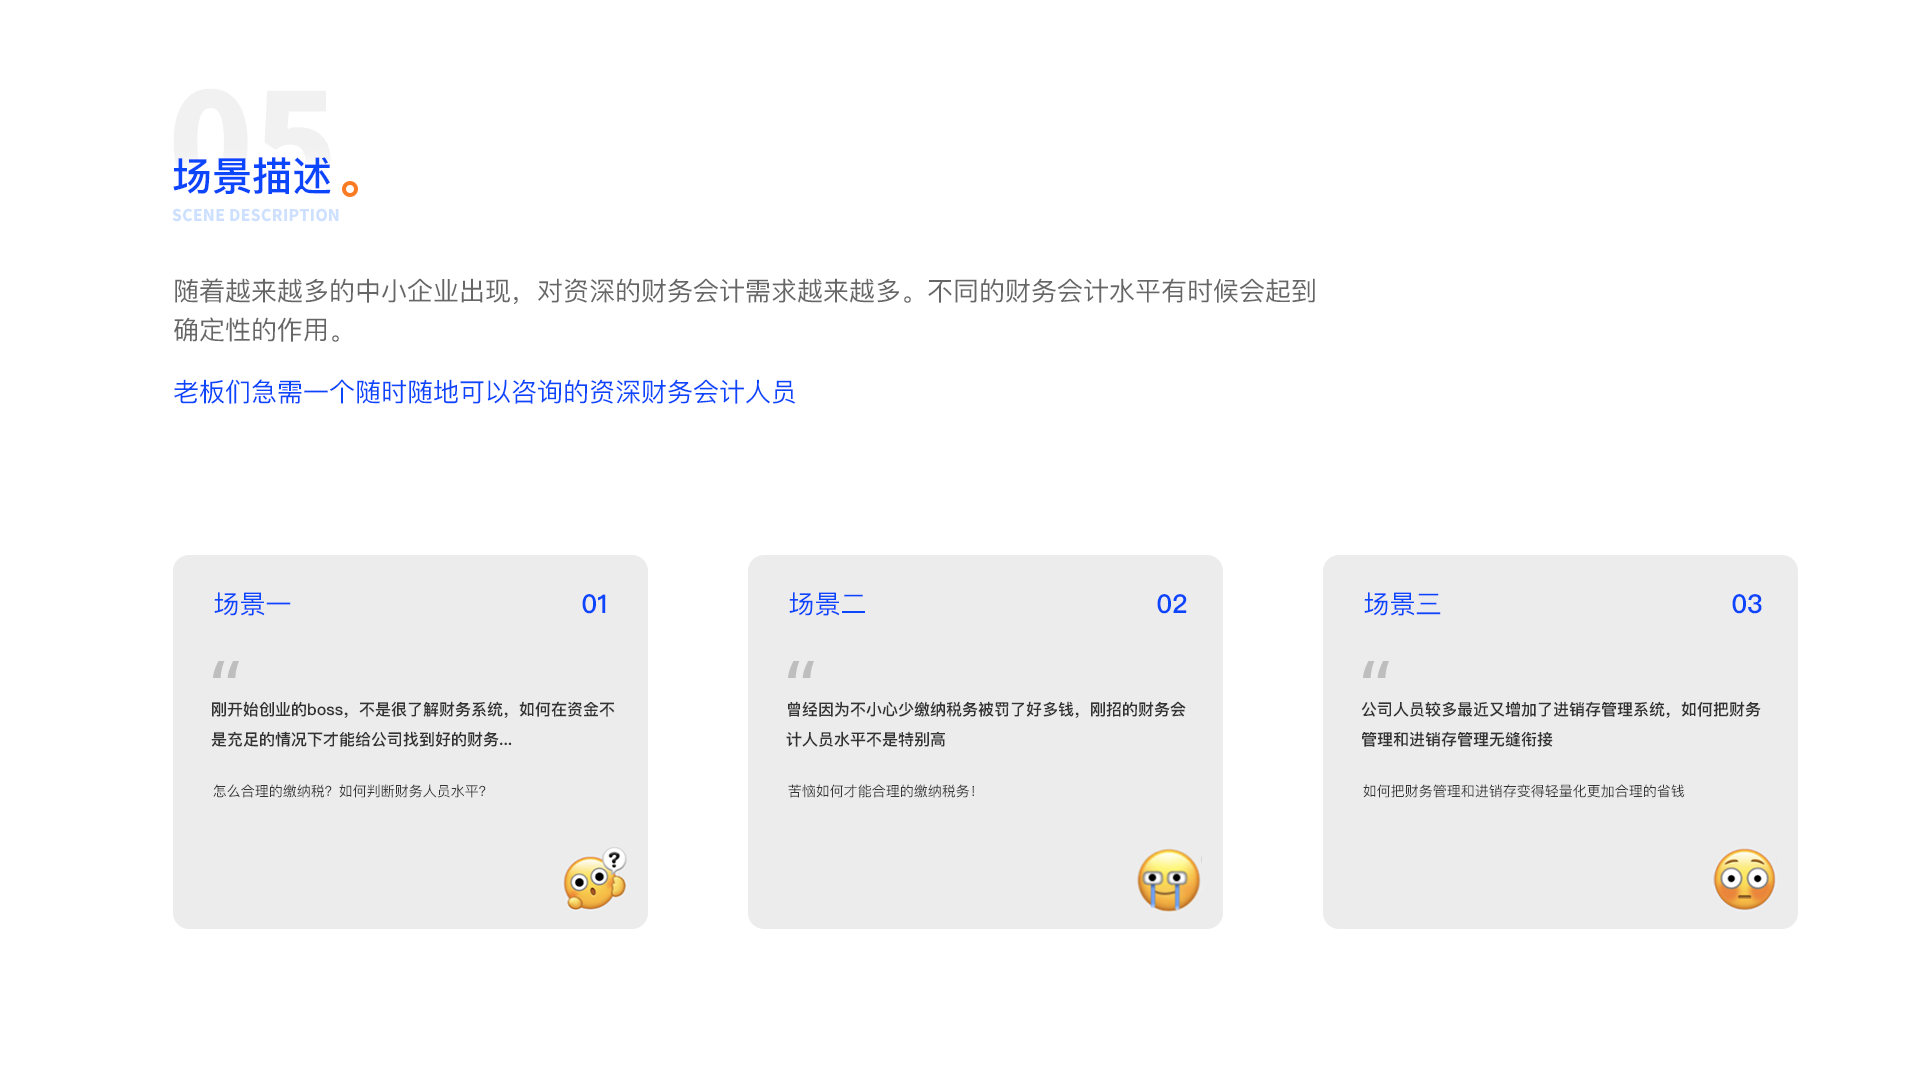 05
场景描述
SCENE DESCRIPTION
随着越来越多的中小企业出现，对资深的财务会计需求越来越多。不同的财务会计水平有时候会起到
确定性的作用。
老板们急需一个随时随地可以咨询的资深财务会计人员
场景一 01
“
刚开始创业的boss，不是很了解财务系统，如何在资金不
是充足的情况下才能给公司找到好的财务...
怎么合理的缴纳税？如何判断财务人员水平？
?
场景二 02
“
曾经因为不小心少缴纳税务被罚了好多钱，刚招的财务会
计人员水平不是特别高
苦恼如何才能合理的缴纳税务！
场景三 03
“
公司人员较多最近又增加了进销存管理系统，如何把财务
管理和进销存管理无缝衔接
如何把财务管理和进销存变得轻量化更加合理的省钱